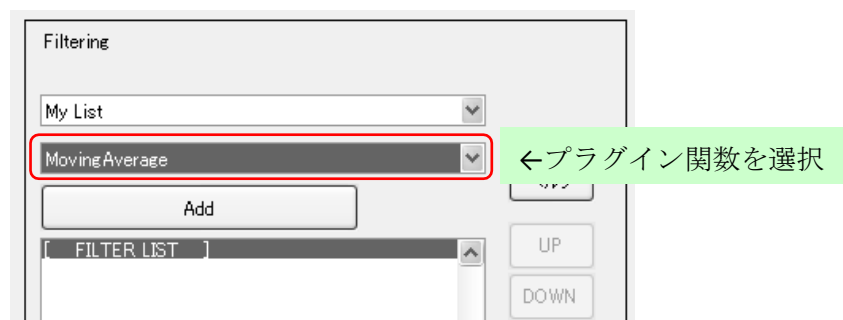 Filtering
My List
MovingAverage
←プラグイン関数を選択
Add
[ FILTER LIST ]
UP
DOWN